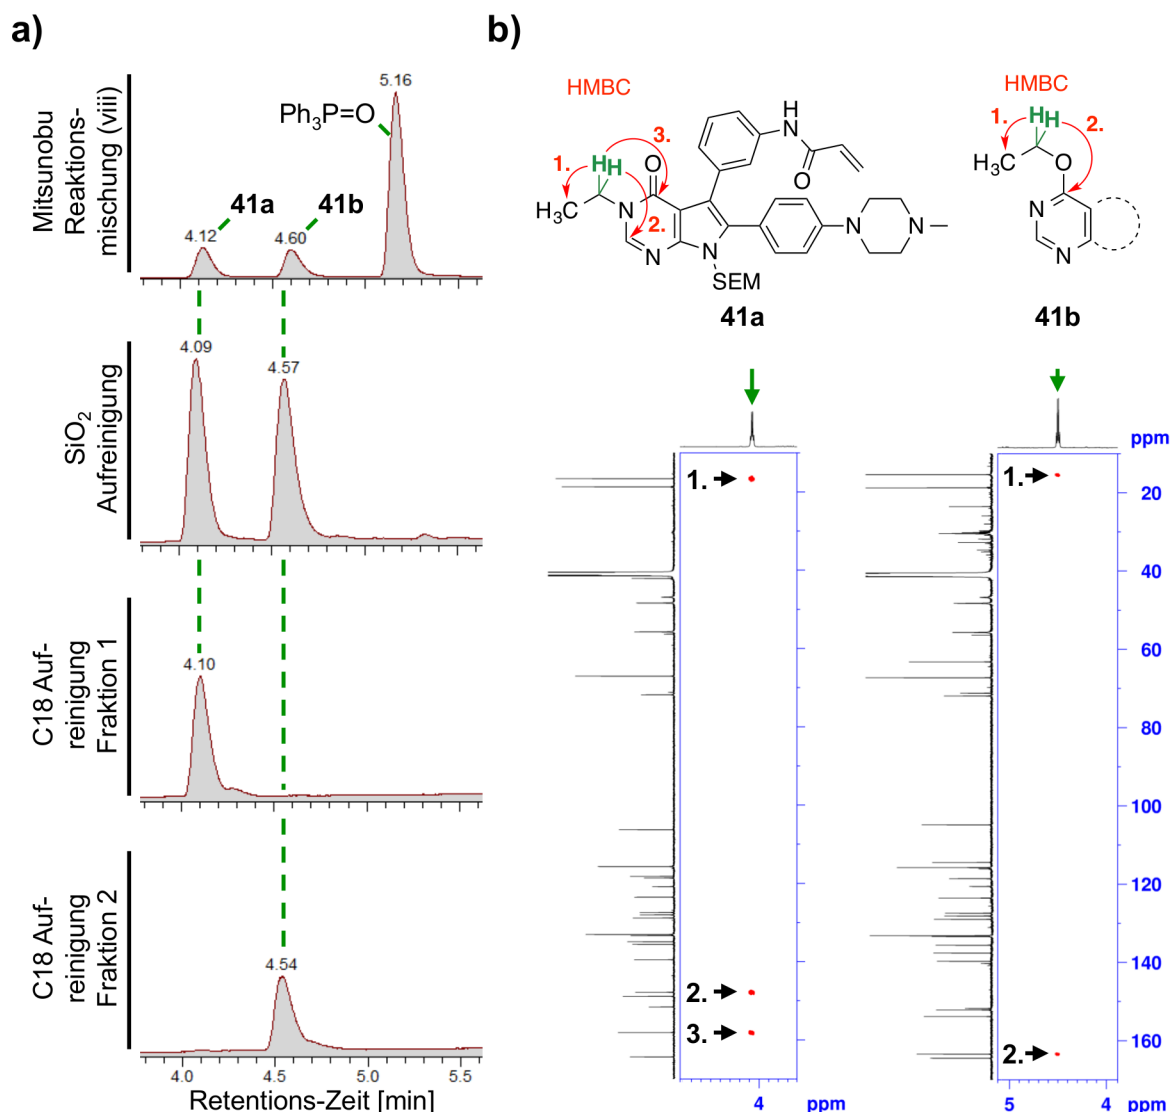 a)
Mitsunobu
Reaktions-
mischung (viii)
Ph3P=O
5.16
41a
41b
4.12
4.60
SiO2
Aufreinigung
4.09
4.57
C18 Auf-
reinigung
Fraktion 1
4.10
C18 Auf-
reinigung
Fraktion 2
4.54
4.0
4.5
5.0
5.5
Retentions-Zeit [min]
b)
HMBC
1.
2.
3.
H
H
H3C
O
N
N
N
SEM
HN
O
N
N
41a
HMBC
1.
2.
H
H
H3C
O
N
N
41b
ppm
1.
2.
3.
4
ppm
1.
2.
20
40
60
80
100
120
140
160
5
4
ppm